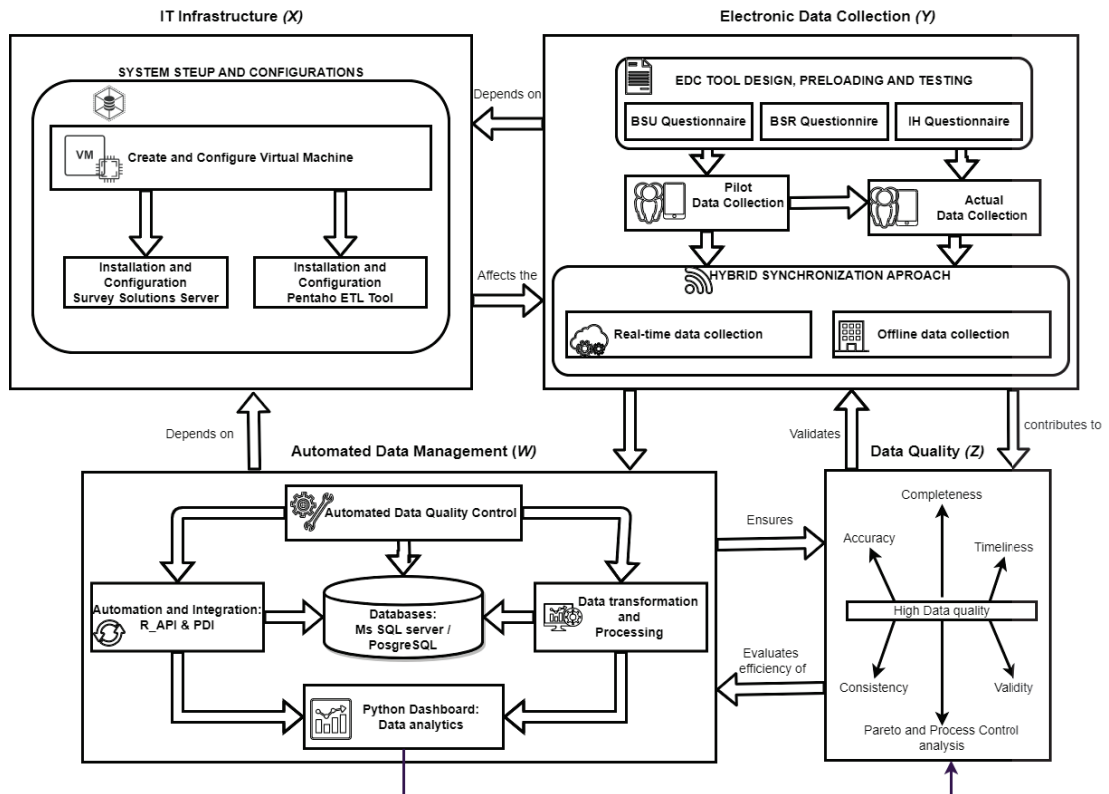 IT Infrastructure (X)
Electronic Data Collection (Y)
SYSTEM STEUP AND CONFIGURATIONS
VM
Create and Configure Virtual Machine
Installation and
Configuration
Survey Solutions Server
Installation and
Configuration
Pentaho ETL Tool
Depends on
Affects the
EDC TOOL DESIGN, PRELOADING AND TESTING
BSU Questionnaire
BSR Questionnire
IH Questionnaire
Pilot
Data Collection
Actual
Data Collection
HYBRID SYNCHRONIZATION APROACH
Real-time data collection
Offline data collection
Depends on
Validates
contributes to
Automated Data Management (W)
Data Quality (Z)
Automated Data Quality Control
Automation and Integration:
R_API & PDI
Databases:
Ms SQL server /
PosgreSQL
Data transformation
and
Processing
Python Dashboard:
Data analytics
Ensures
Evaluates
efficiency of
Completeness
Accuracy
Timeliness
High Data quality
Consistency
Validity
Pareto and Process Control
analysis